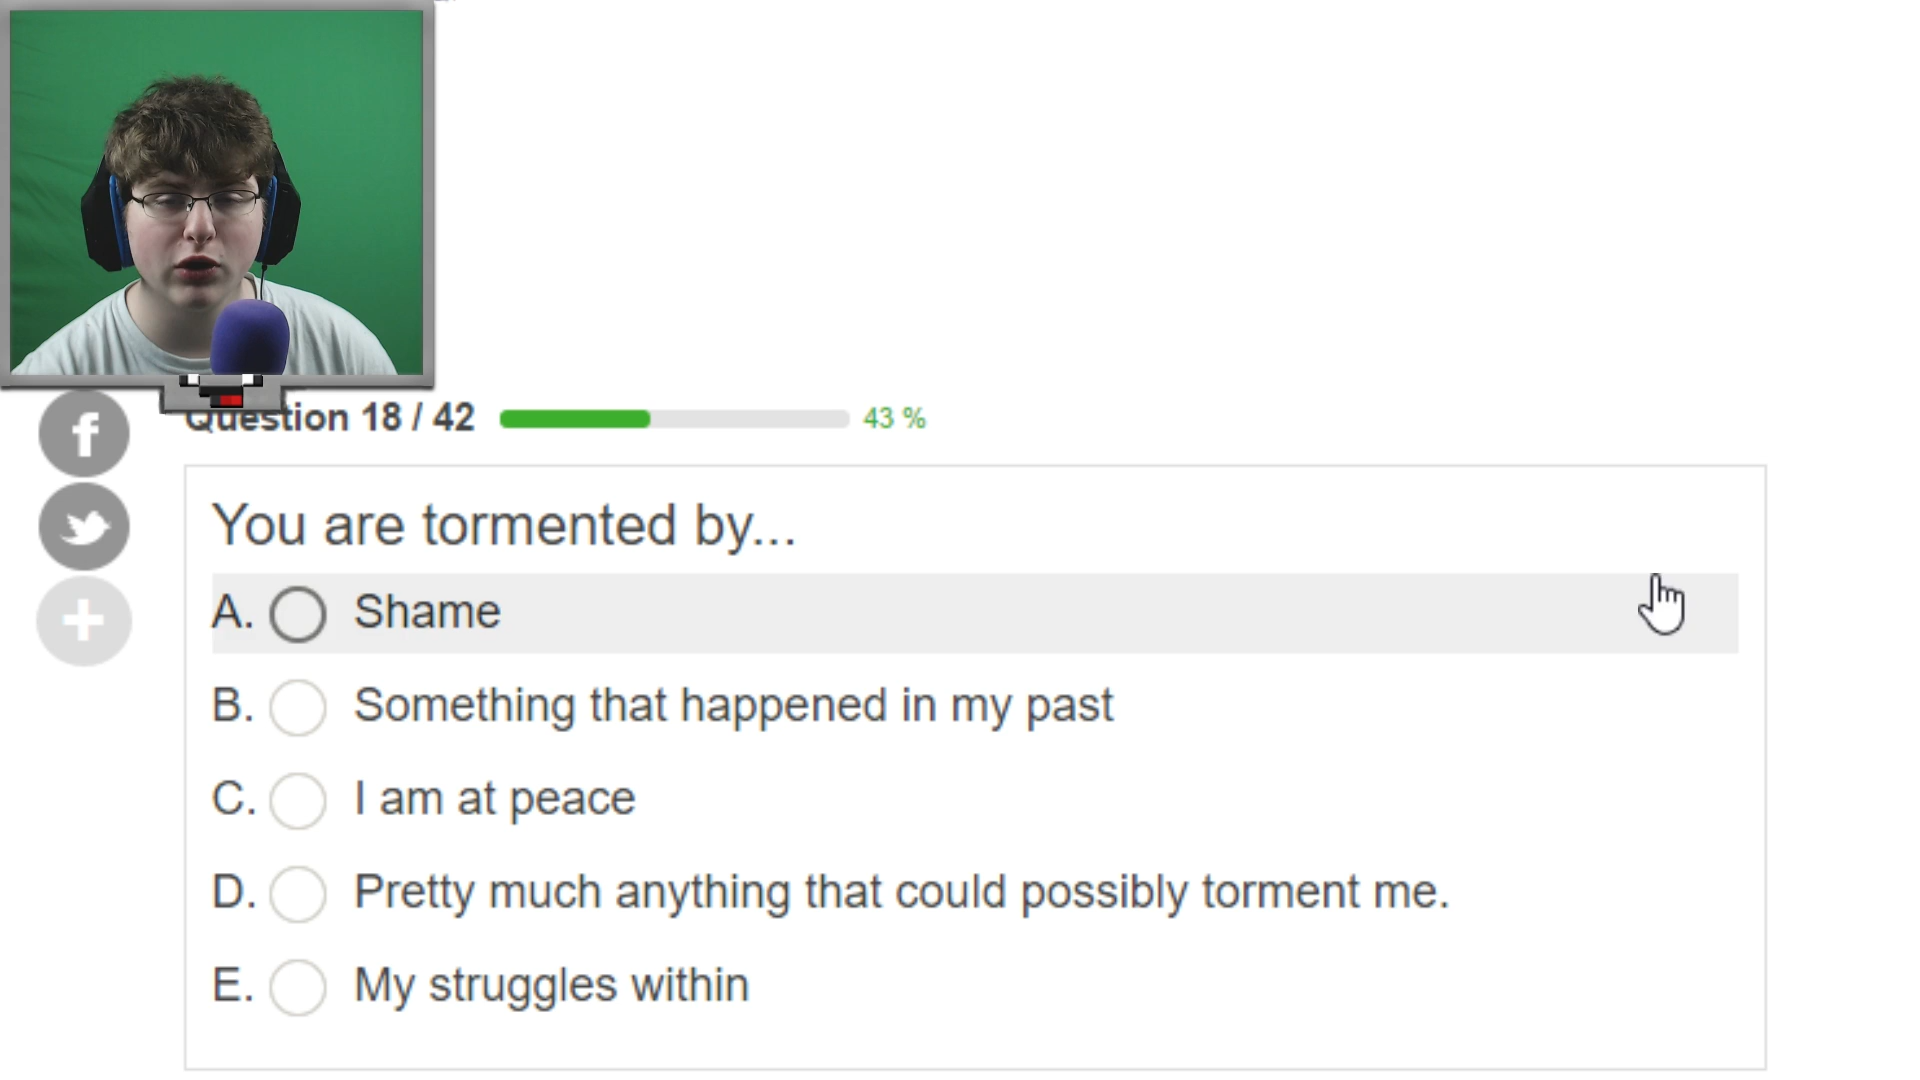 Question 18 / 42 43 %
You are tormented by...
A. Shame
B. Something that happened in my past
C. I am at peace
D. Pretty much anything that could possibly torment me.
E. My struggles within